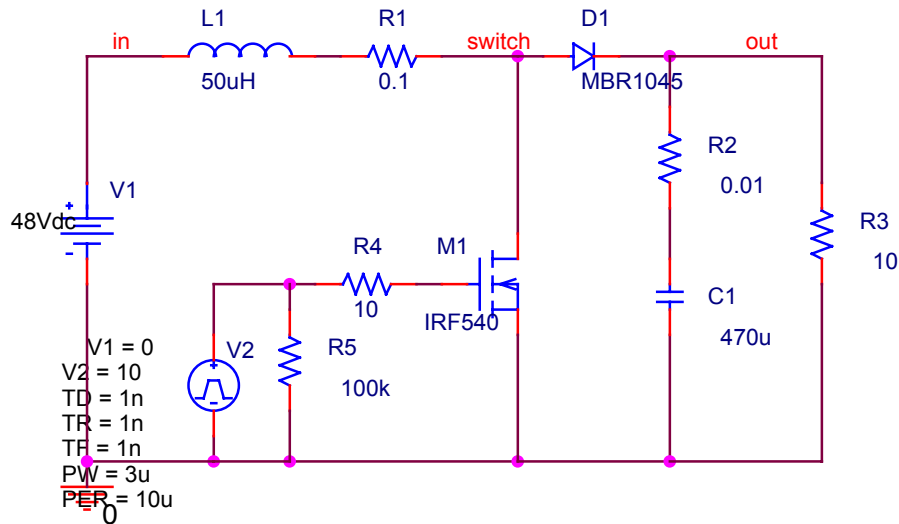 in
L1
50uH
R1
0.1
switch
D1
MBR1045
out
R2
0.01
V1
+
48Vdc
-
R3
10
R4
10
M1
IRF540
C1
470u
V1 = 0
V2 = 10
TD = 1n
TR = 1n
TF = 1n
PW = 3u
PER = 10u
V2
+
-
R5
100k
0